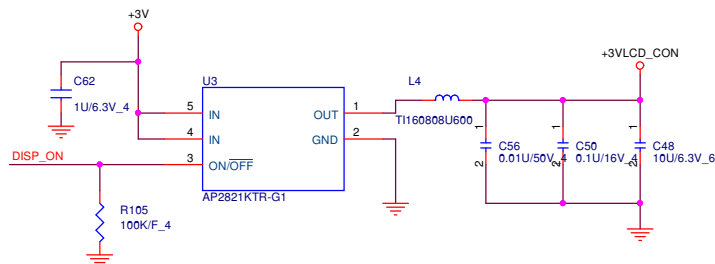 +3V
+3VLCD_CON
C62
1U/6.3V_4
U3
L4
5
IN
OUT
1
TI160808U600
4
IN
GND
2
1
1
1
C56
0.01U/50V_4
C50
0.1U/16V_4
C48
10U/6.3V_6
2
2
2
DISP_ON
3
ON/OFF
AP2821KTR-G1
R105
100K/F_4